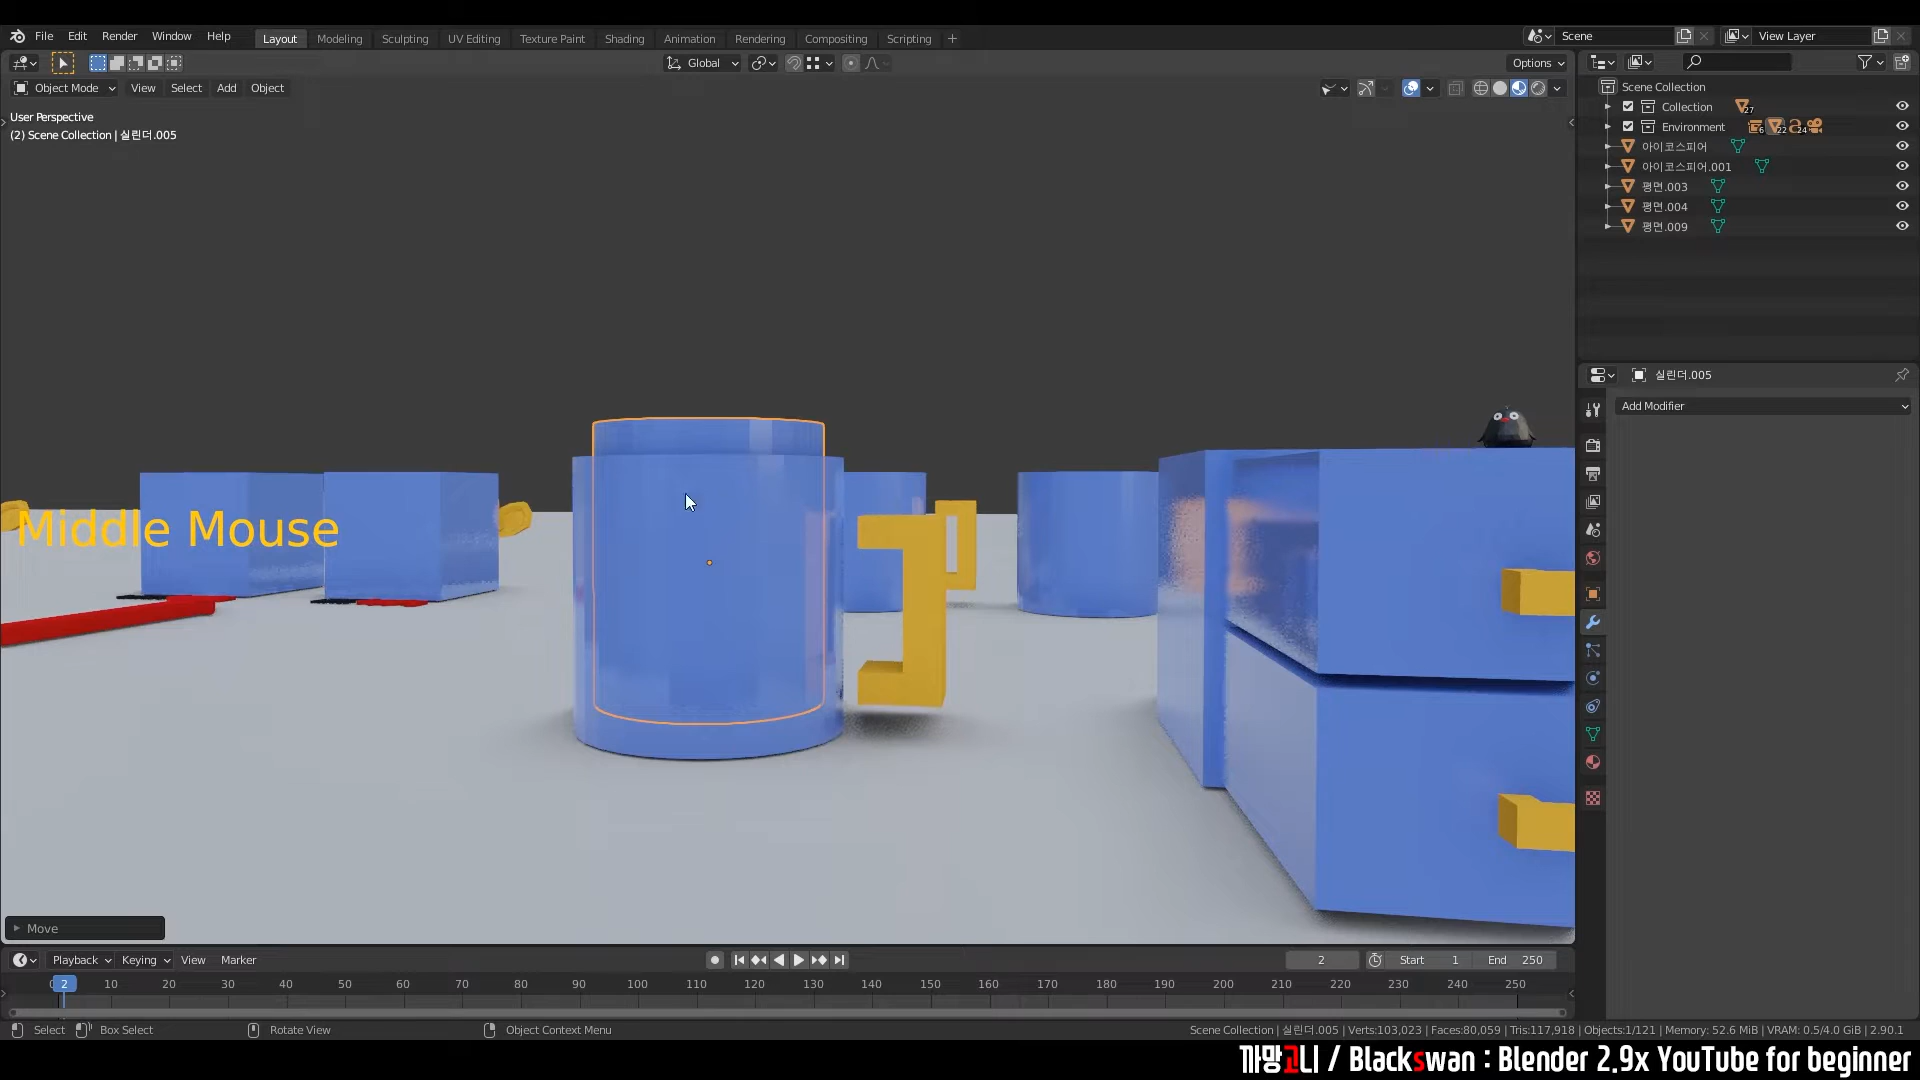 File Edit Render Window Help Layout Modeling Sculpting UV Editing Texture Paint Shading Animation Rendering Compositing Scripting + Scene View Layer
Global Options
Object Mode View Select Add Object
User Perspective
(2) Scene Collection | 실린더.005
Scene Collection
Collection 27
Environment 6 22 24
아이코스피어
아이코스피어.001
평면.003
평면.004
평면.009
실린더.005
Add Modifier
Middle Mouse
Move
Playback Keying View Marker 2 Start 1 End 250
0 2 10 20 30 40 50 60 70 80 90 100 110 120 130 140 150 160 170 180 190 200 210 220 230 240 250
Select Box Select Rotate View Object Context Menu Scene Collection | 실린더.005 | Verts:103,023 | Faces:80,059 | Tris:117,918 | Objects:1/121 | Memory: 52.6 MiB | VRAM: 0.5/4.0 GiB | 2.90.1
까망고니 / Blackswan : Blender 2.9x YouTube for beginner